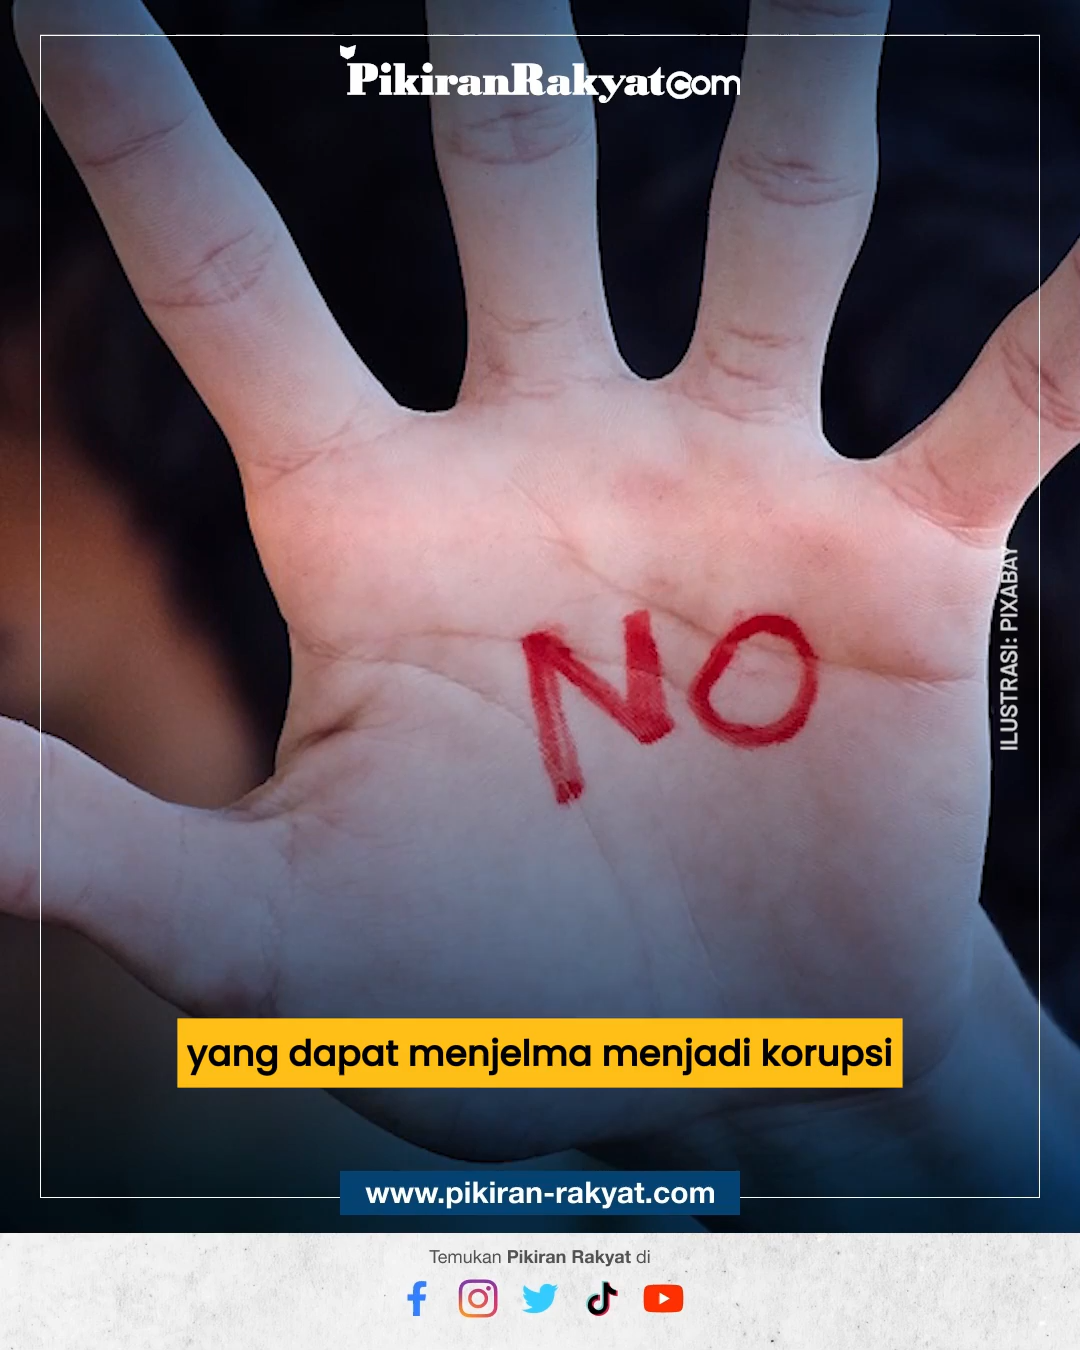 PikiranRakyat.com
ILUSTRASI: PIXABAY
NO
yang dapat menjelma menjadi korupsi
www.pikiran-rakyat.com
Temukan Pikiran Rakyat di